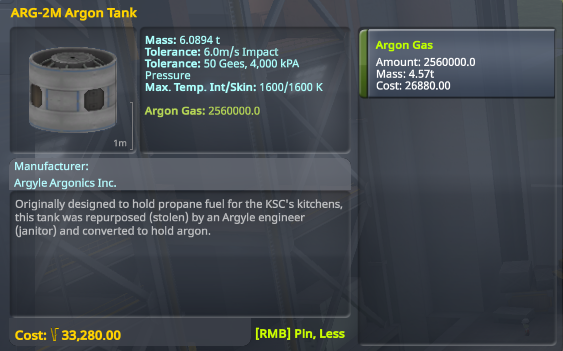 ARG-2M Argon Tank
Mass: 6.0894 t
Tolerance: 6.0m/s Impact
Tolerance: 50 Gees, 4,000 kPA
Pressure
Max. Temp. Int/Skin: 1600/1600 K
Argon Gas: 2560000.0
1m
Argon Gas
Amount: 2560000.0
Mass: 4.57t
Cost: 26880.00
Manufacturer:
Argyle Argonics Inc.
Originally designed to hold propane fuel for the KSC's kitchens,
this tank was repurposed (stolen) by an Argyle engineer
(janitor) and converted to hold argon.
Cost: 33,280.00
[RMB] Pin, Less